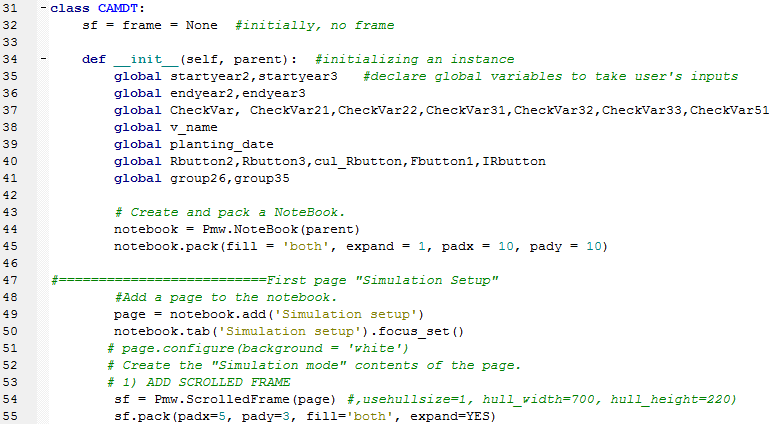 31 - class CAMDT:
32 sf = frame = None #initially, no frame
33
34 - def __init__(self, parent): #initializing an instance
35 global startyear2,startyear3 #declare global variables to take user's inputs
36 global endyear2,endyear3
37 global CheckVar, CheckVar21,CheckVar22,CheckVar31,CheckVar32,CheckVar33,CheckVar51
38 global v_name
39 global planting_date
40 global Rbutton2,Rbutton3,cul_Rbutton,Fbutton1,IRbutton
41 global group26,group35
42
43 # Create and pack a NoteBook.
44 notebook = Pmw.NoteBook(parent)
45 notebook.pack(fill = 'both', expand = 1, padx = 10, pady = 10)
46
47 #==========================First page "Simulation Setup"
48 #Add a page to the notebook.
49 page = notebook.add('Simulation setup')
50 notebook.tab('Simulation setup').focus_set()
51 # page.configure(background = 'white')
52 # Create the "Simulation mode" contents of the page.
53 # 1) ADD SCROLLED FRAME
54 sf = Pmw.ScrolledFrame(page) #,usehullsize=1, hull_width=700, hull_height=220)
55 sf.pack(padx=5, pady=3, fill='both', expand=YES)